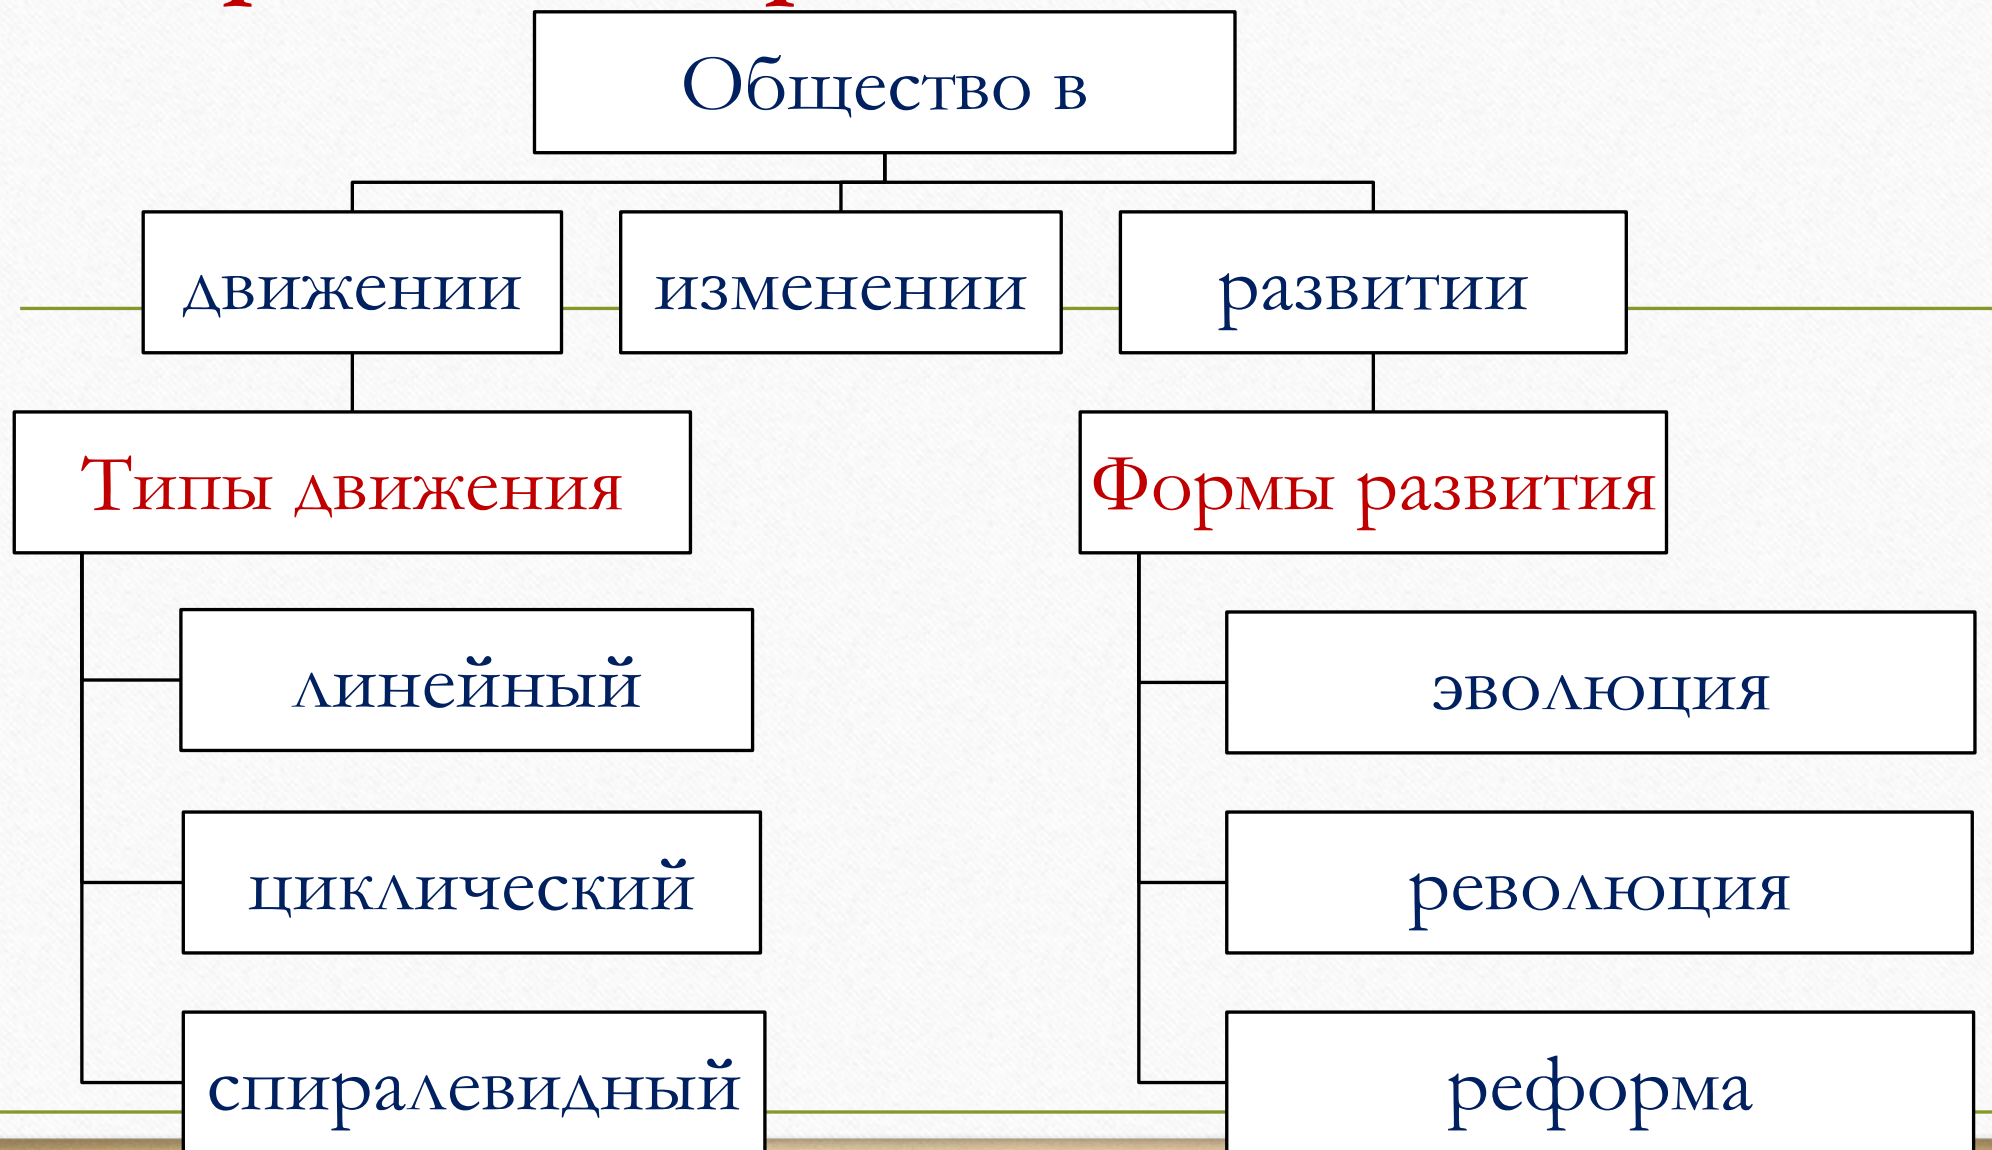 Общество в
движении
изменении
развитии
Типы движения
Формы развития
линейный
эволюция
циклический
революция
спиралевидный
реформа